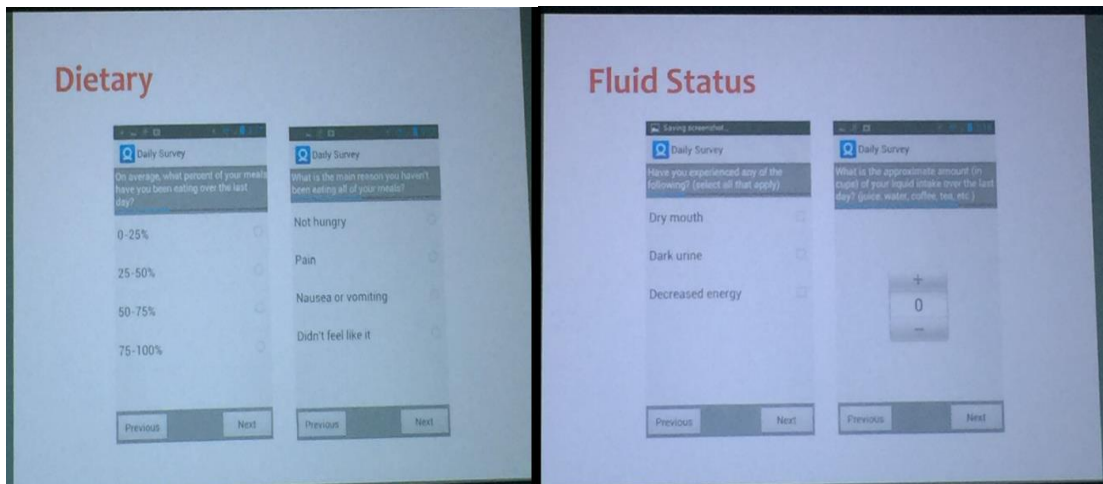 Dietary
Daily Survey
On average, what percent of your meals
have you been eating over the last
day?
0-25%
25-50%
50-75%
75-100%
Previous
Next
Daily Survey
What is the main reason you haven't
been eating all of your meals?
Not hungry
Pain
Nausea or vomiting
Didn't feel like it
Previous
Next
Fluid Status
Saving screenshot...
Daily Survey
Have you experienced any of the
following? (select all that apply)
Dry mouth
Dark urine
Decreased energy
Previous
Next
Daily Survey
What is the approximate amount (in
cups) of your liquid intake over the last
day? (juice, water, coffee, tea, etc.)
+
0
−
Previous
Next